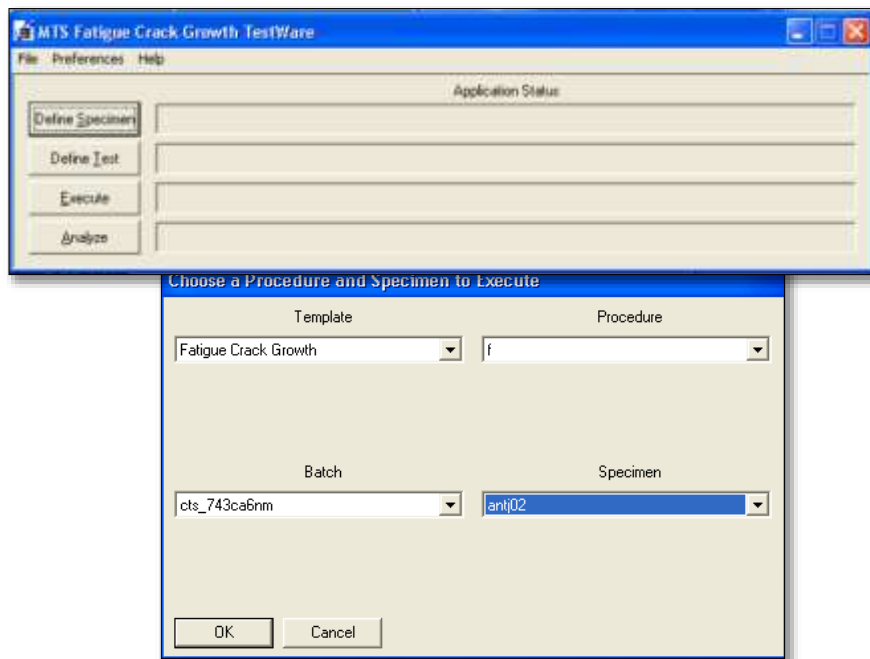 MTS Fatigue Crack Growth TestWare
File Preferences Help
Application Status
Define Specimen
Define Test
Execute
Analyze
Choose a Procedure and Specimen to Execute
Template Procedure
Fatigue Crack Growth f
Batch Specimen
cts_743ca6nm antj02
OK Cancel